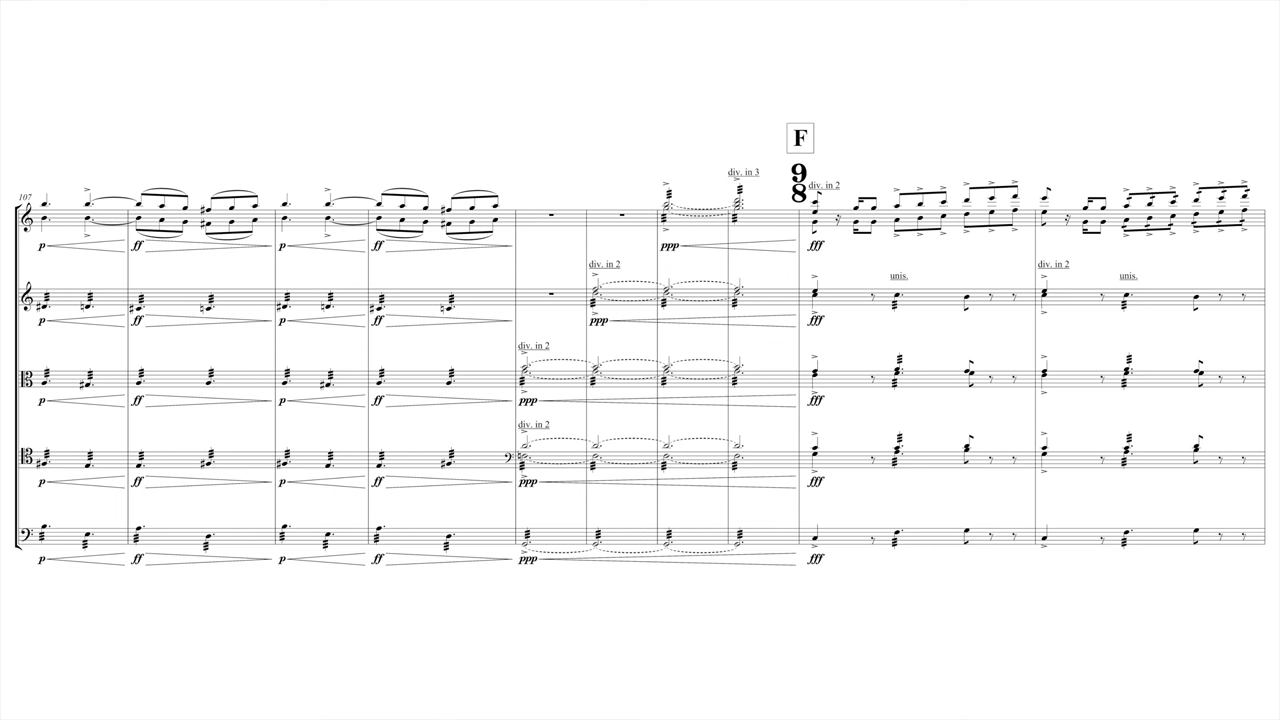 F
div. in 3
9
8
div. in 2
107
p ff p ff ppp fff
div. in 2
unis.
div. in 2
unis.
p ff p ff ppp fff
div. in 2
p ff p ff ppp fff
div. in 2
p ff p ff ppp fff
p ff p ff ppp fff